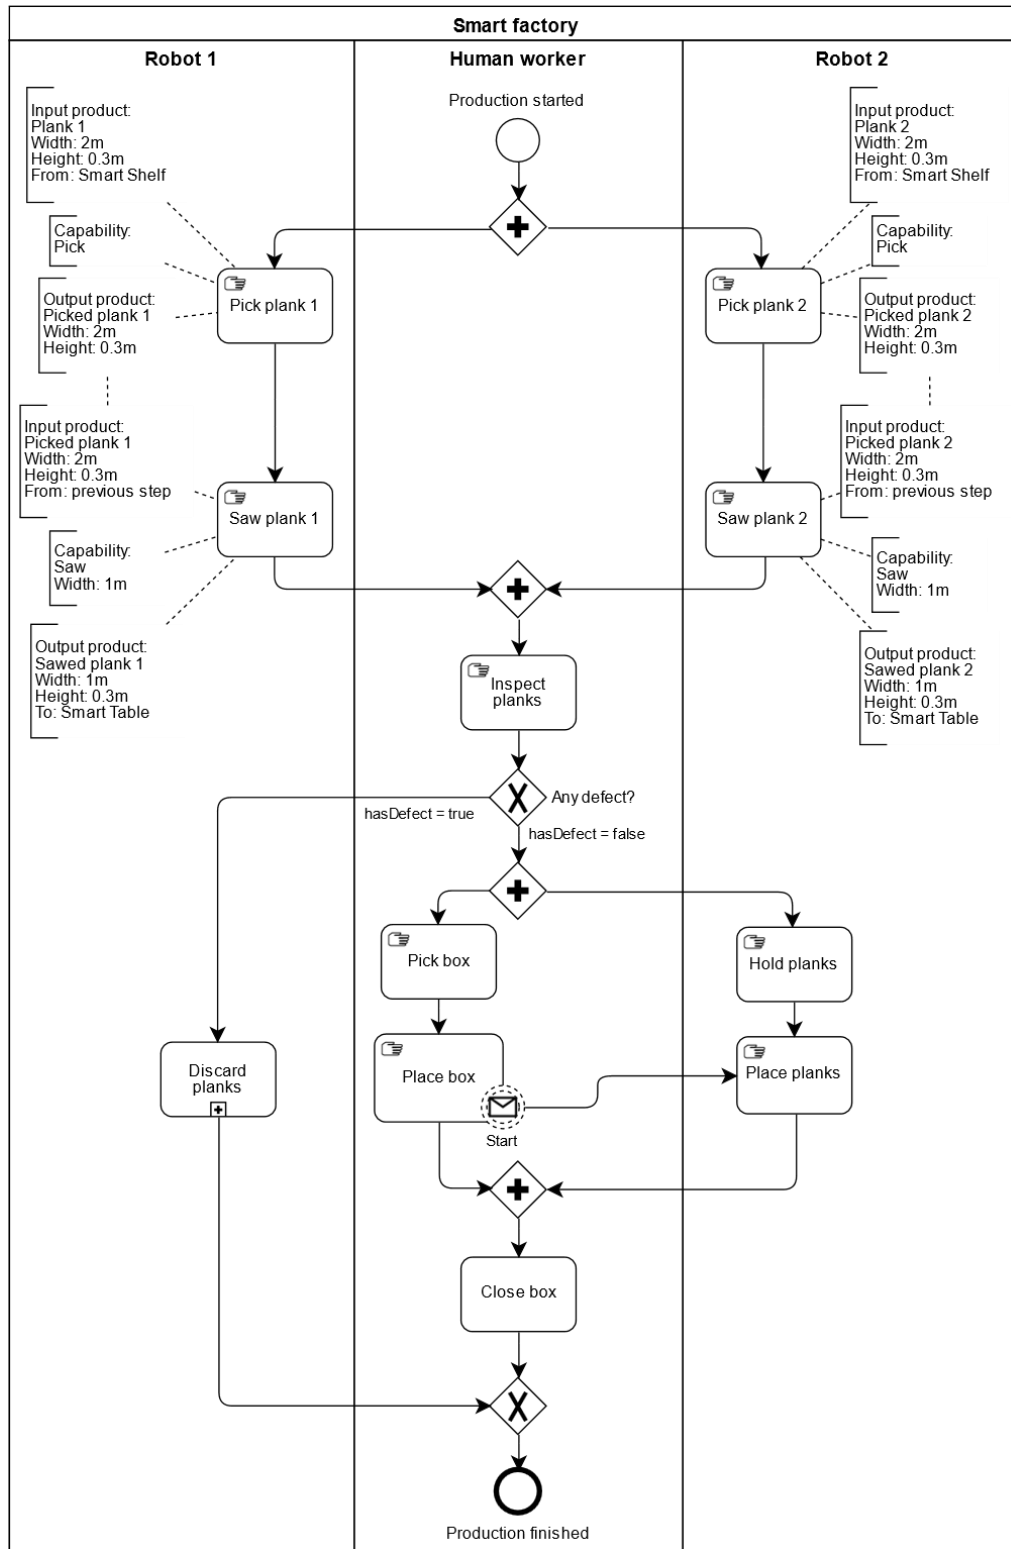 Smart factory
Robot 1
Human worker
Robot 2
Production started
Input product:
Plank 1
Width: 2m
Height: 0.3m
From: Smart Shelf
Input product:
Plank 2
Width: 2m
Height: 0.3m
From: Smart Shelf
Capability:
Pick
Capability:
Pick
Pick plank 1
Pick plank 2
Output product:
Picked plank 1
Width: 2m
Height: 0.3m
Output product:
Picked plank 2
Width: 2m
Height: 0.3m
Input product:
Picked plank 1
Width: 2m
Height: 0.3m
From: previous step
Input product:
Picked plank 2
Width: 2m
Height: 0.3m
From: previous step
Saw plank 1
Saw plank 2
Capability:
Saw
Width: 1m
Capability:
Saw
Width: 1m
Output product:
Sawed plank 1
Width: 1m
Height: 0.3m
To: Smart Table
Output product:
Sawed plank 2
Width: 1m
Height: 0.3m
To: Smart Table
Inspect
planks
Any defect?
hasDefect = true
hasDefect = false
Pick box
Hold planks
Discard
planks
Place box
Place planks
Start
Close box
Production finished